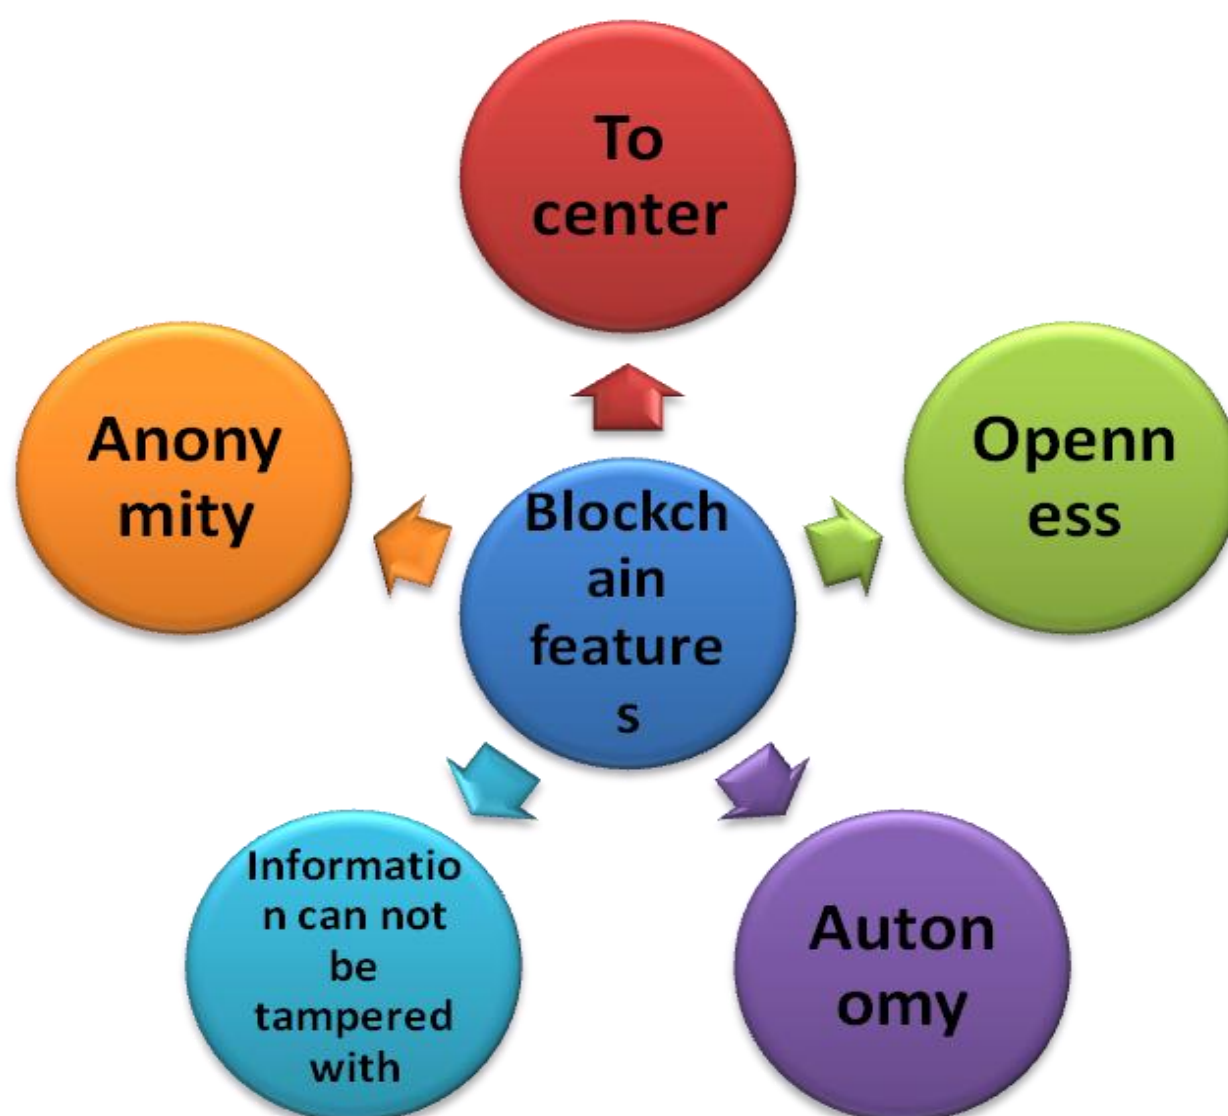 To
center
Anony
mity
Openn
ess
Blockch
ain
feature
s
Informatio
n can not
be
tampered
with
Auton
omy